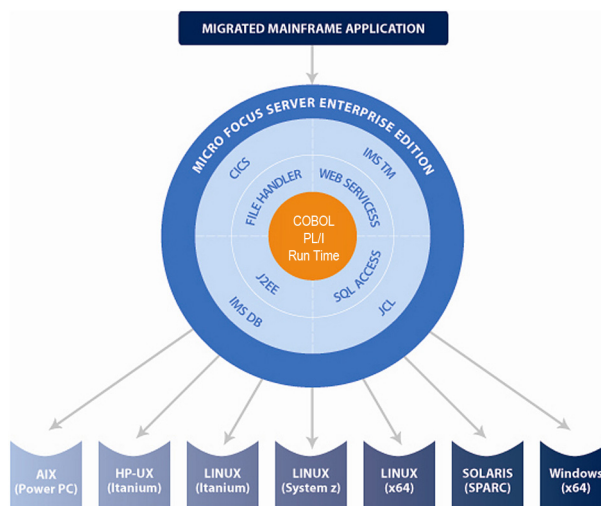 MIGRATED MAINFRAME APPLICATION
MICRO FOCUS SERVER ENTERPRISE EDITION
CICS
IMS TM
FILE HANDLER
WEB SERVICESS
COBOL
PL/I
Run Time
J2EE
SQL ACCESS
IMS DB
JCL
AIX
(Power PC)
HP-UX
(Itanium)
LINUX
(Itanium)
LINUX
(System z)
LINUX
(x64)
SOLARIS
(SPARC)
Windows
(x64)